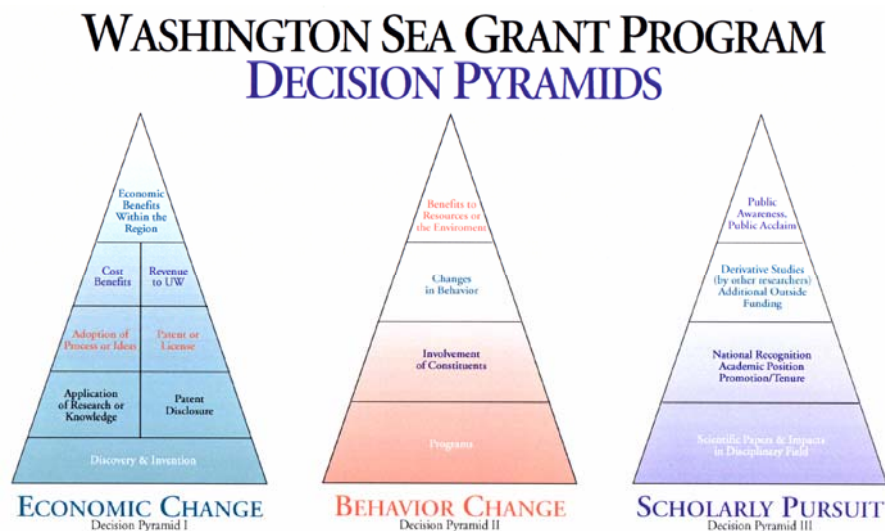 WASHINGTON SEA GRANT PROGRAM
DECISION PYRAMIDS
Economic
Benefits
Within the
Region
Cost
Benefits
Revenue
to UW
Adoption of
Process or Ideas
Patent or
License
Application
of Research or
Knowledge
Patent
Disclosure
Discovery & Invention
ECONOMIC CHANGE
Decision Pyramid I
Benefits to
Resources or
the Enviroment
Changes
in Behavior
Involvement
of Constituents
Programs
BEHAVIOR CHANGE
Decision Pyramid II
Public
Awareness,
Public Acclaim
Derivative Studies
(by other researchers)
Additional Outside
Funding
National Recognition
Academic Position
Promotion/Tenure
Scientific Papers & Impacts
in Disciplinary Field
SCHOLARLY PURSUIT
Decision Pyramid III